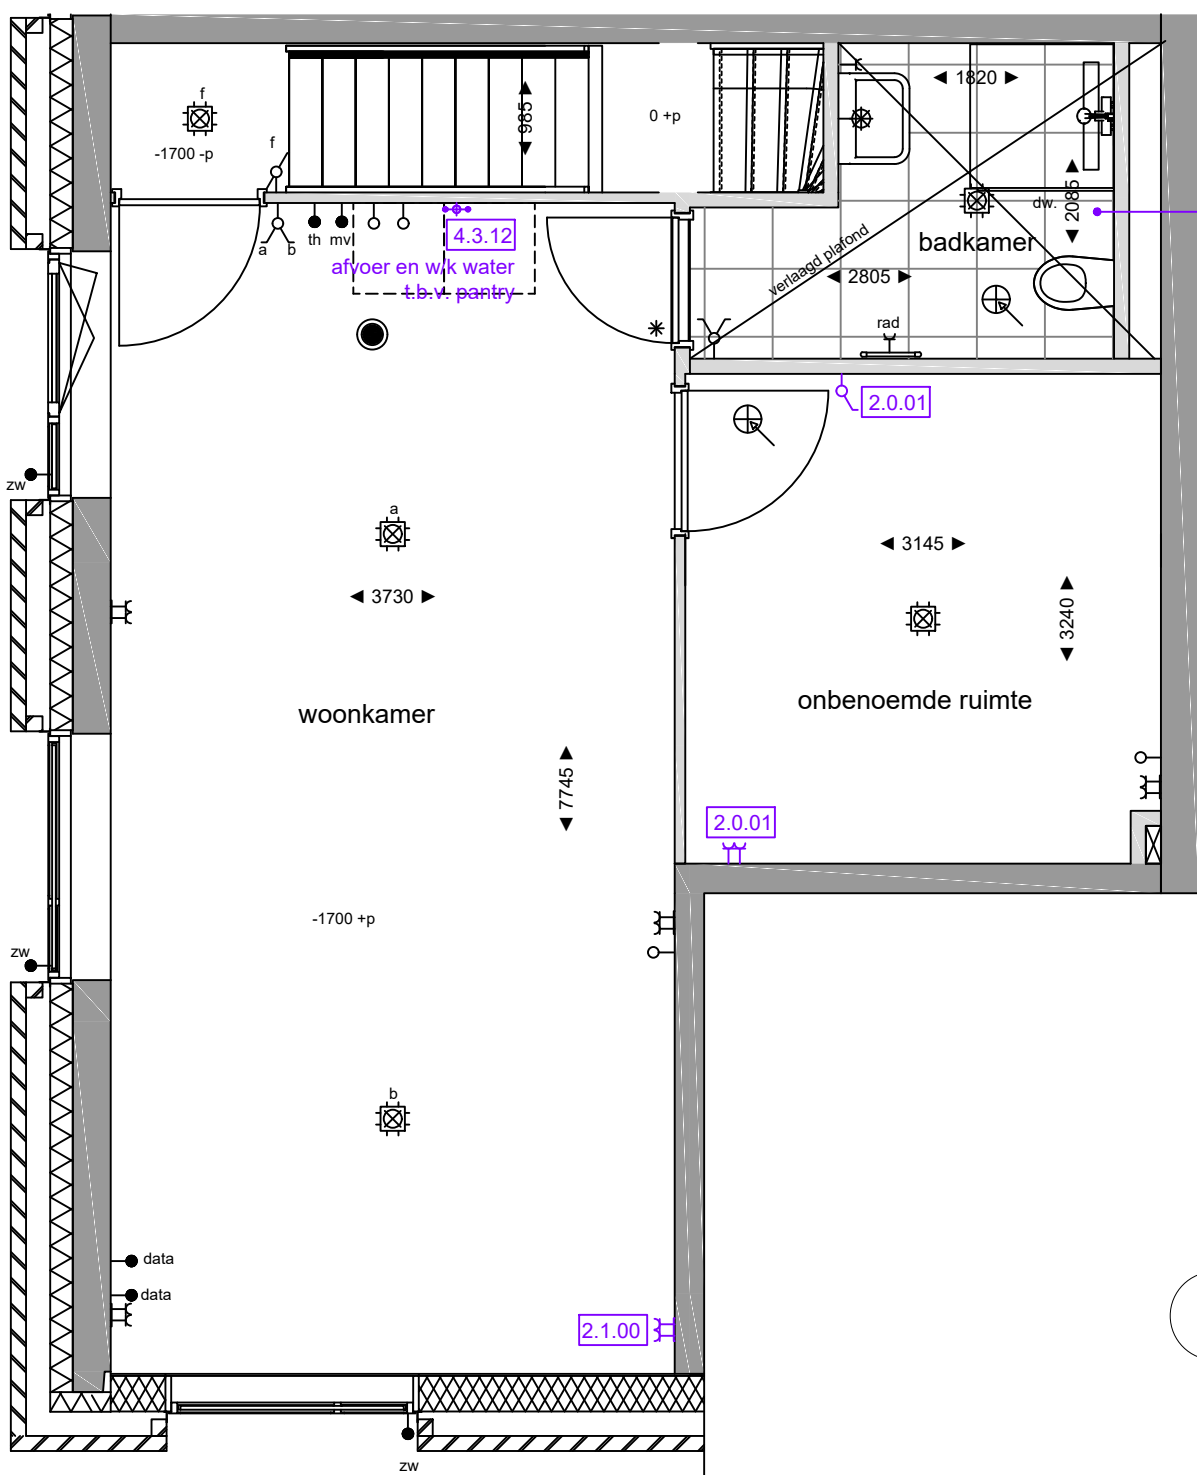 f
-1700 -p
f
985
0 +p
◄ 1820 ►
2085
dw.
badkamer
verlaagd plafond
◄ 2805 ►
rad
a
b
th
mv
4.3.12
afvoer en w/k water
t.b.v. pantry
2.0.01
zw
a
◄ 3730 ►
◄ 3145 ►
3240
woonkamer
onbenoemde ruimte
7745
2.0.01
-1700 +p
zw
b
data
data
2.1.00
zw